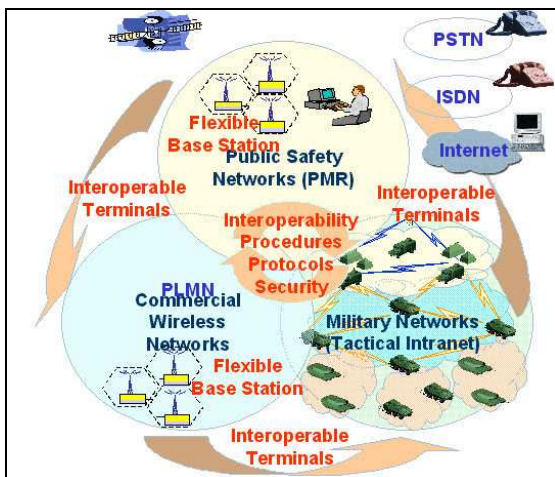 PSTN
ISDN
Internet
Flexible
Base Station
Public Safety
Networks (PMR)
Interoperable
Terminals
Interoperable
Terminals
Interoperability
Procedures
Protocols
Security
PLMN
Commercial
Wireless
Networks
Military Networks
(Tactical Intranet)
Flexible
Base Station
Interoperable
Terminals